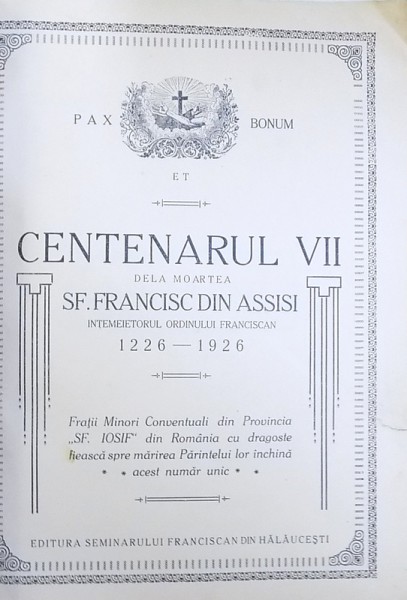 PAX BONUM
ET
CENTENARUL VII
DELA MOARTEA
SF. FRANCISC DIN ASSISI
INTEMEIETORUL ORDINULUI FRANCISCAN
1226 — 1926
Frații Minori Conventuali din Provincia
„SF. IOSIF" din România cu dragoste
fiească spre mărirea Părintelui lor închină
* * acest număr unic * *
EDITURA SEMINARULUI FRANCISCAN DIN HĂLĂUCEȘTI